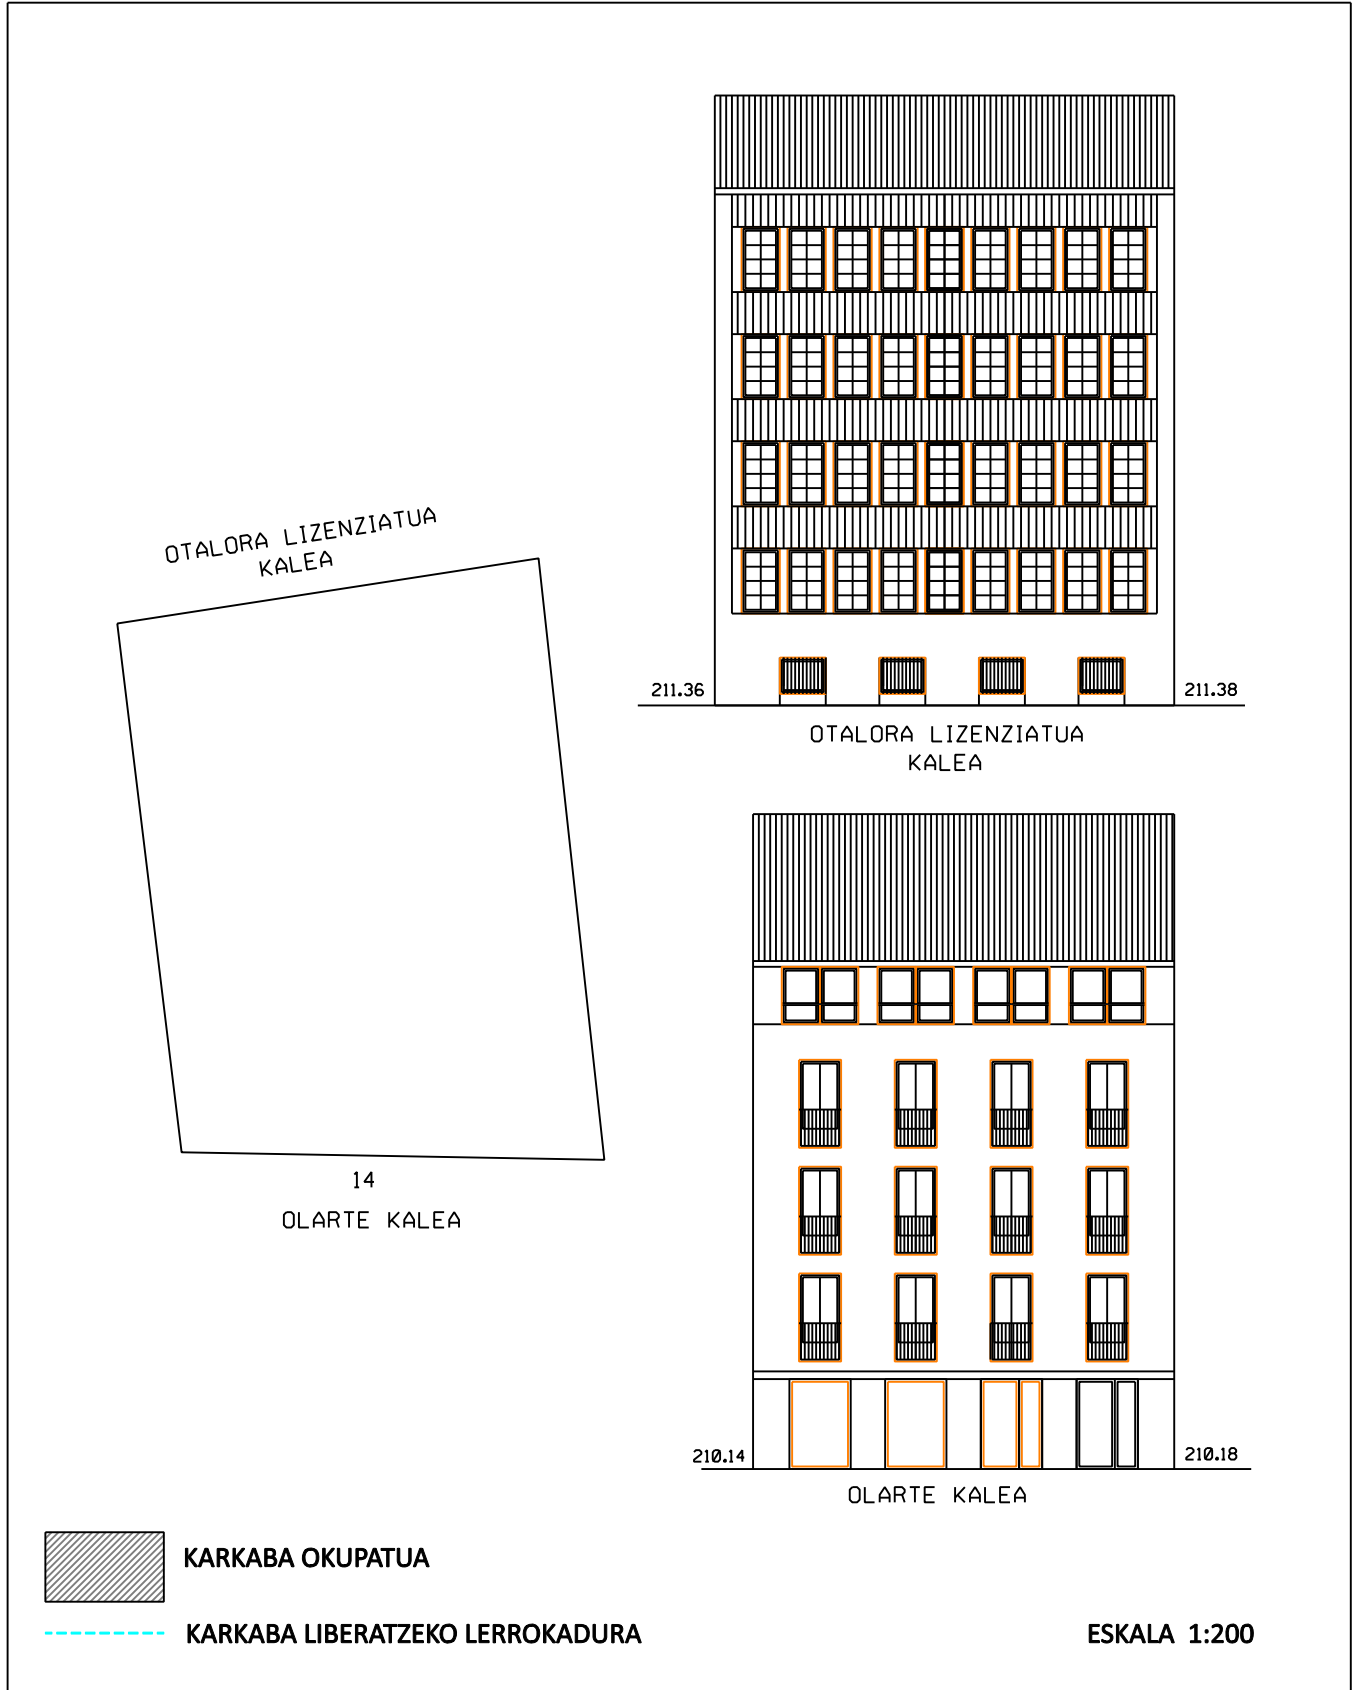 OTALORA LIZENZIATUA
KALEA
14
OLARTE KALEA
211.36
211.38
OTALORA LIZENZIATUA
KALEA
210.14
210.18
OLARTE KALEA
KARKABA OKUPATUA
KARKABA LIBERATZEKO LERROKADURA
ESKALA 1:200